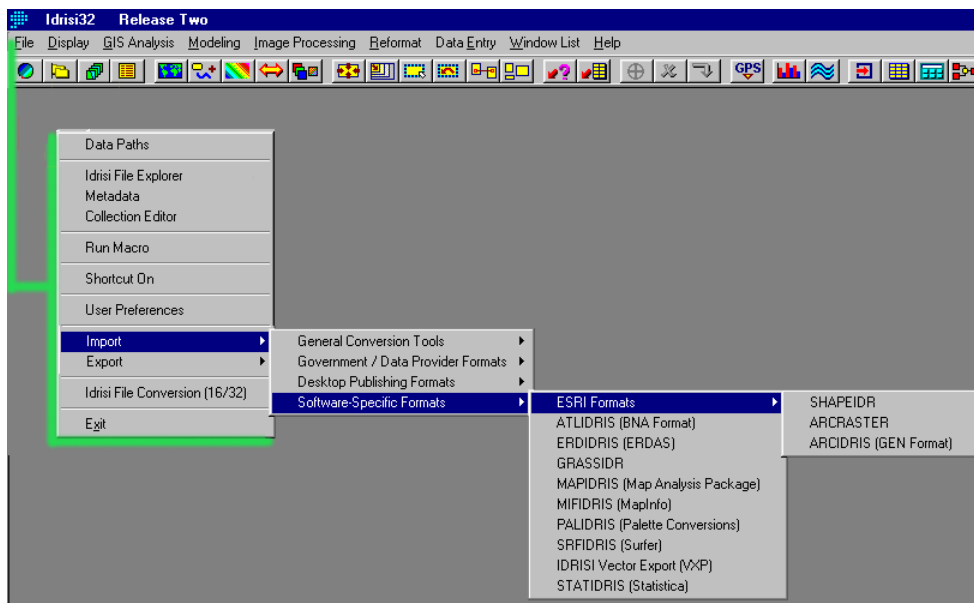 Idrisi32 Release Two
File Display GIS Analysis Modeling Image Processing Reformat Data Entry Window List Help
GPS
Data Paths
Idrisi File Explorer
Metadata
Collection Editor
Run Macro
Shortcut On
User Preferences
Import
Export
Idrisi File Conversion (16/32)
Exit
General Conversion Tools
Government / Data Provider Formats
Desktop Publishing Formats
Software-Specific Formats
ESRI Formats
ATLIDRIS (BNA Format)
ERDIDRIS (ERDAS)
GRASSIDR
MAPIDRIS (Map Analysis Package)
MIFIDRIS (MapInfo)
PALIDRIS (Palette Conversions)
SRFIDRIS (Surfer)
IDRISI Vector Export (VXP)
STATIDRIS (Statistica)
SHAPEIDR
ARCRASTER
ARCIDRIS (GEN Format)